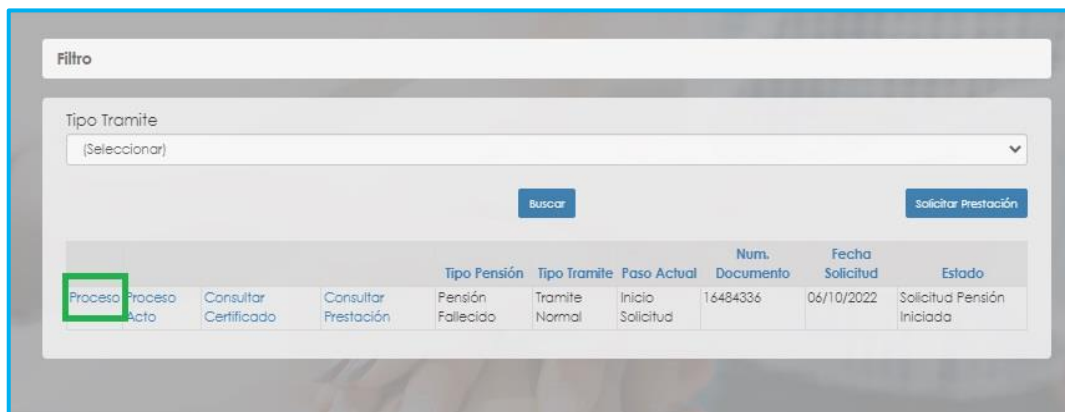 Filtro
Tipo Tramite
(Seleccionar)
Buscar Solicitar Prestación
Tipo Pensión Tipo Tramite Paso Actual Num. Documento Fecha Solicitud Estado
Proceso Proceso Acto Consultar Certificado Consultar Prestación Pensión Fallecido Tramite Normal Inicio Solicitud 16484336 06/10/2022 Solicitud Pensión Iniciada